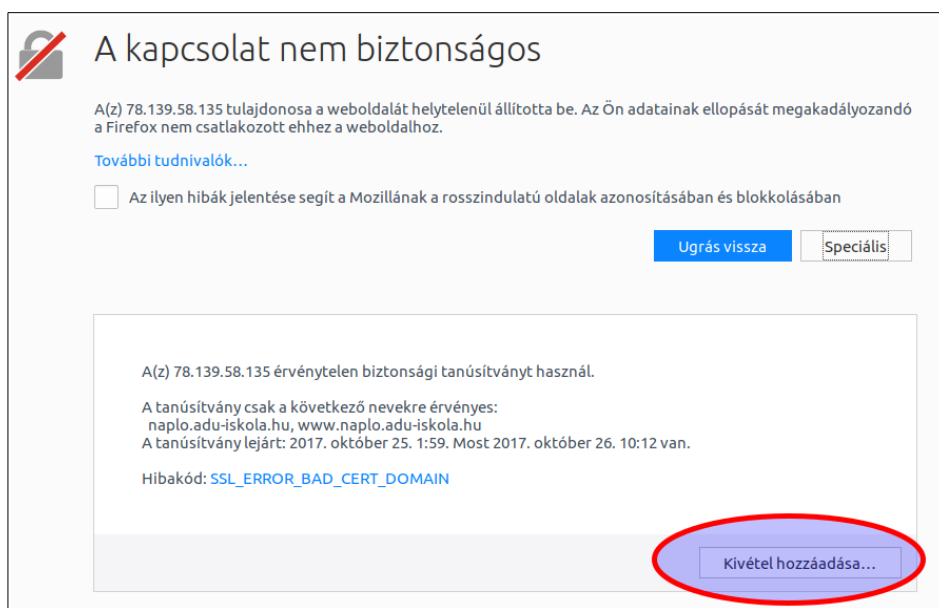 A kapcsolat nem biztonságos
A(z) 78.139.58.135 tulajdonosa a weboldalát helytelenül állította be. Az Ön adatainak ellopását megakadályozandó
a Firefox nem csatlakozott ehhez a weboldalhoz.
További tudnivalók…
Az ilyen hibák jelentése segít a Mozillának a rosszindulatú oldalak azonosításában és blokkolásában
Ugrás vissza
Speciális
A(z) 78.139.58.135 érvénytelen biztonsági tanúsítványt használ.
A tanúsítvány csak a következő nevekre érvényes:
naplo.adu-iskola.hu, www.naplo.adu-iskola.hu
A tanúsítvány lejárt: 2017. október 25. 1:59. Most 2017. október 26. 10:12 van.
Hibakód: SSL_ERROR_BAD_CERT_DOMAIN
Kivétel hozzáadása…